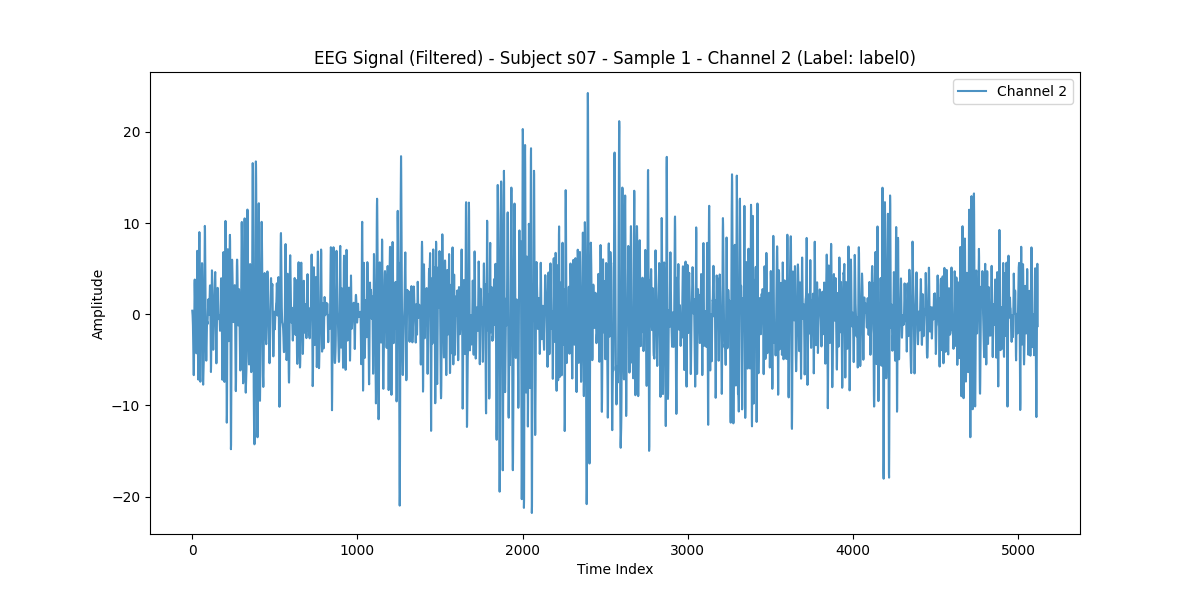 EEG Signal (Filtered) - Subject s07 - Sample 1 - Channel 2 (Label: label0)
Channel 2
20
10
0
−10
−20
Amplitude
0 1000 2000 3000 4000 5000
Time Index